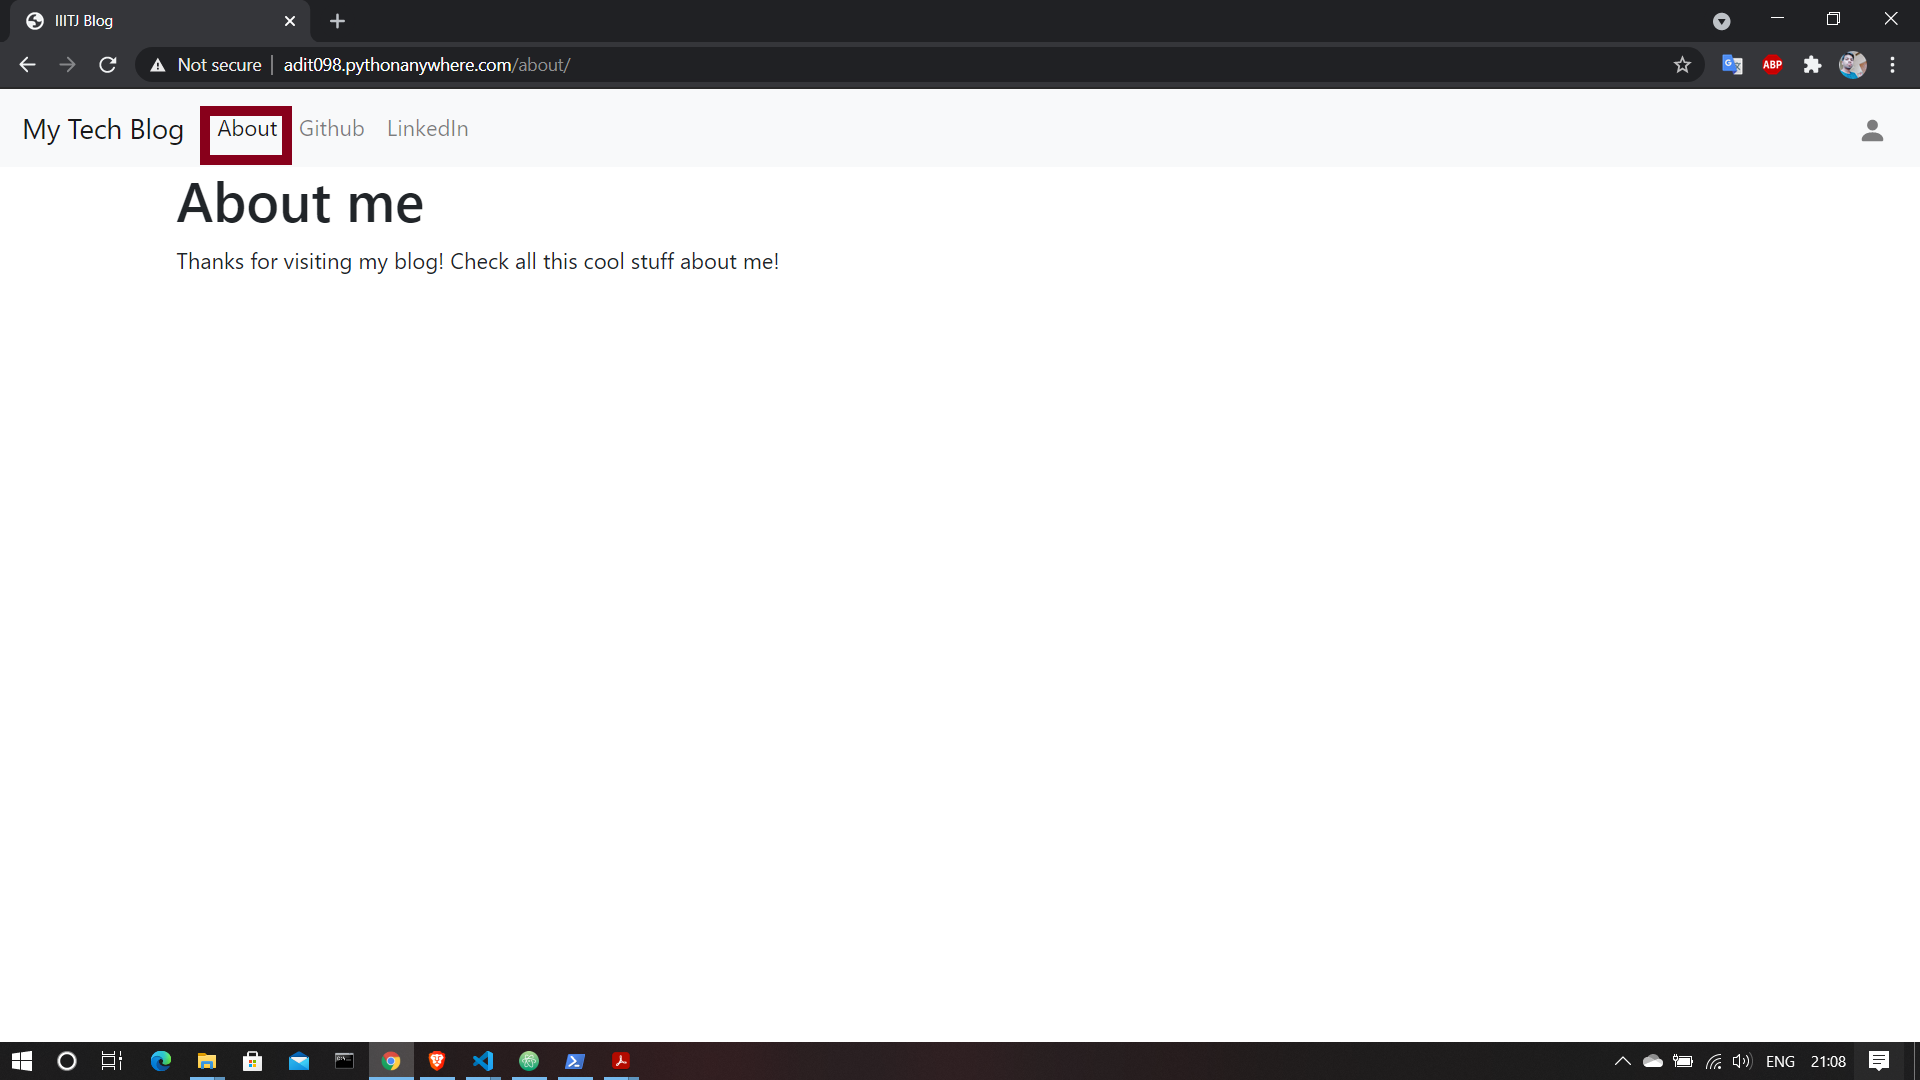 IIITJ Blog
Not secure
adit098.pythonanywhere.com/about/
ABP
My Tech Blog
About
Github
LinkedIn
About me
Thanks for visiting my blog! Check all this cool stuff about me!
ENG
21:08